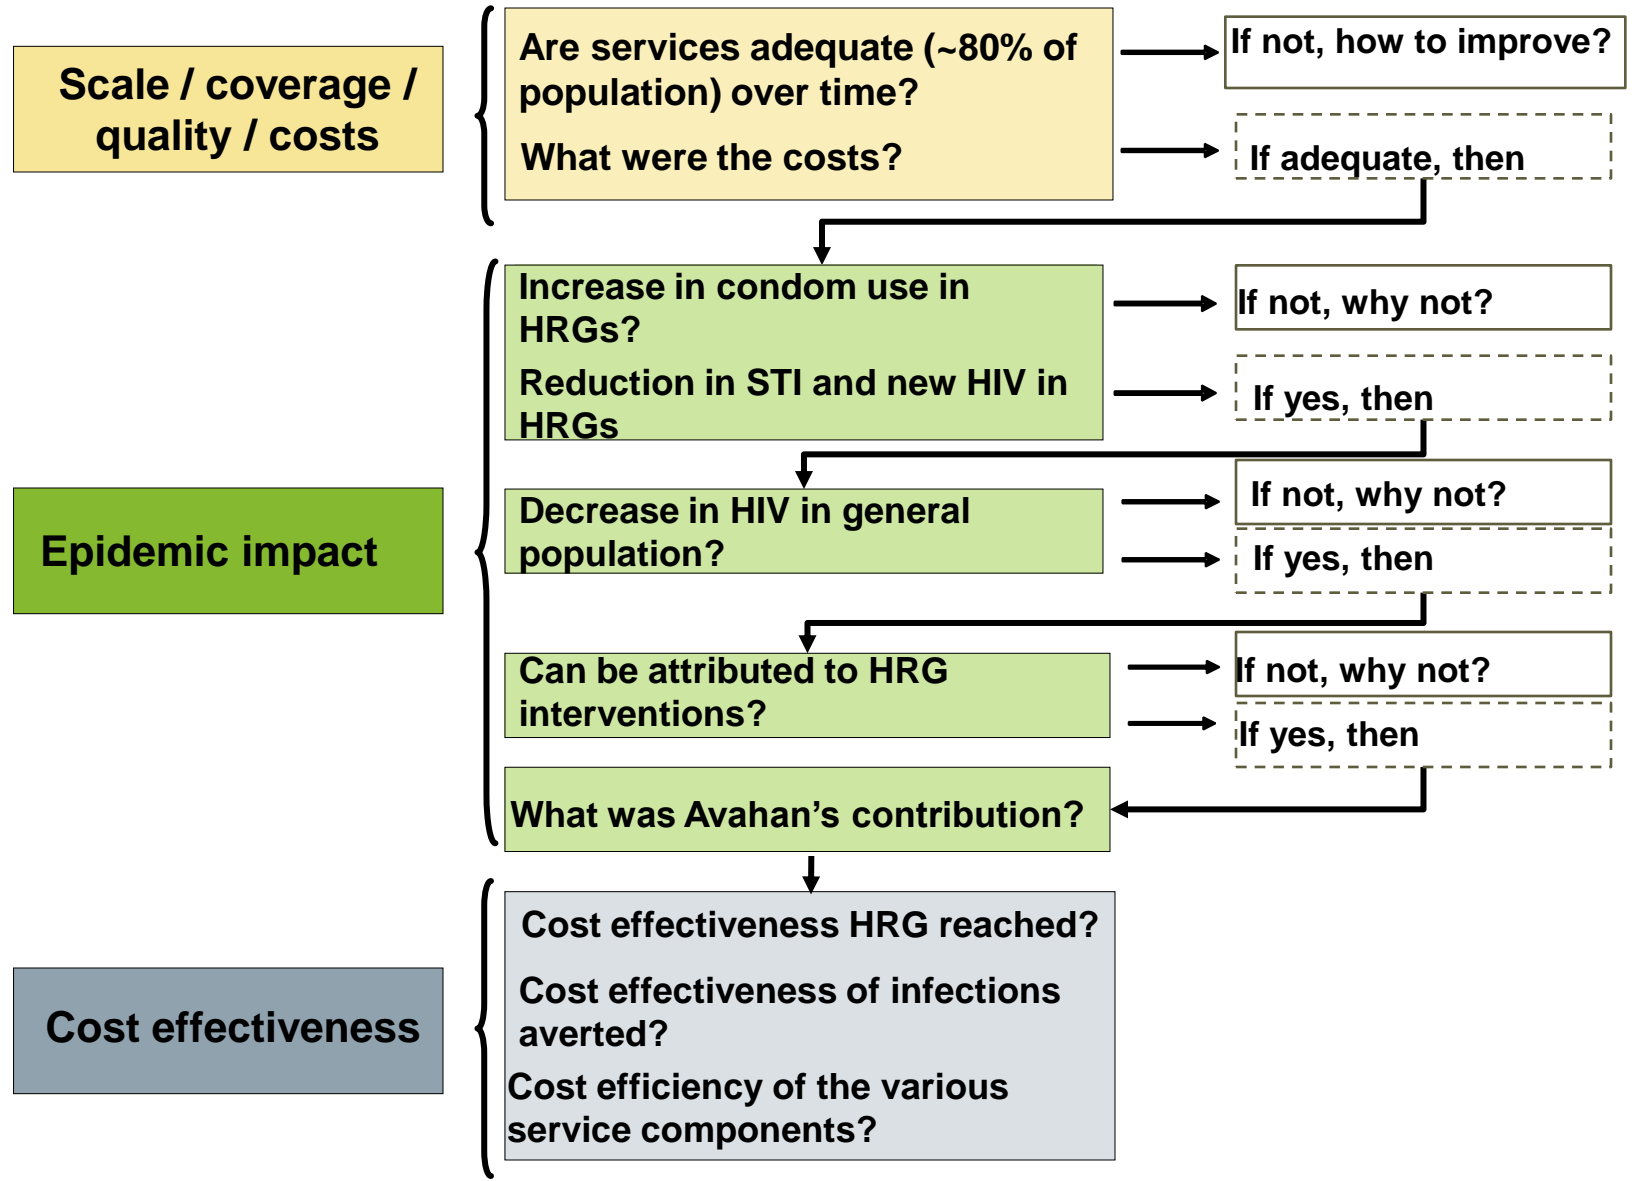 Scale / coverage /
quality / costs
Are services adequate (~80% of
population) over time?
What were the costs?
If not, how to improve?
If adequate, then
Epidemic impact
Increase in condom use in
HRGs?
Reduction in STI and new HIV in
HRGs
If not, why not?
If yes, then
Decrease in HIV in general
population?
If not, why not?
If yes, then
Can be attributed to HRG
interventions?
If not, why not?
If yes, then
What was Avahan’s contribution?
Cost effectiveness
Cost effectiveness HRG reached?
Cost effectiveness of infections
averted?
Cost efficiency of the various
service components?